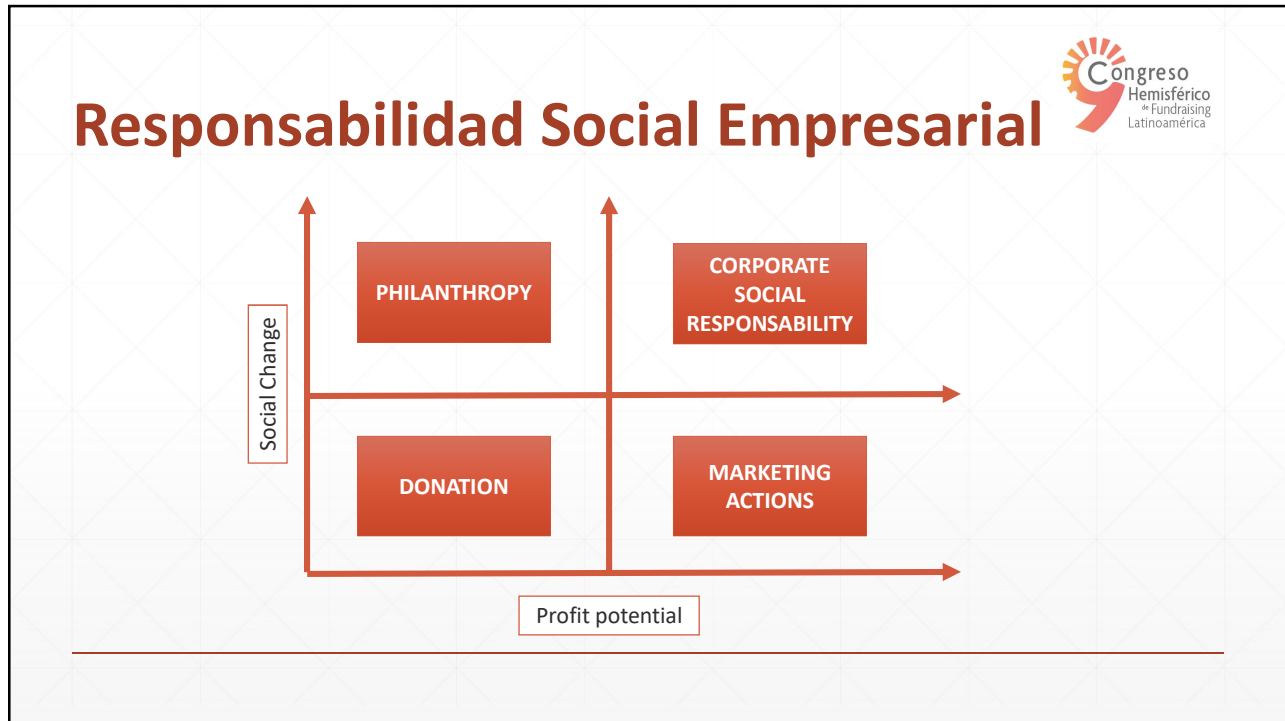 Responsabilidad Social Empresarial
9 Congreso
Hemisférico
de Fundraising
Latinoamérica
PHILANTHROPY
CORPORATE
SOCIAL
RESPONSABILITY
Social Change
DONATION
MARKETING
ACTIONS
Profit potential